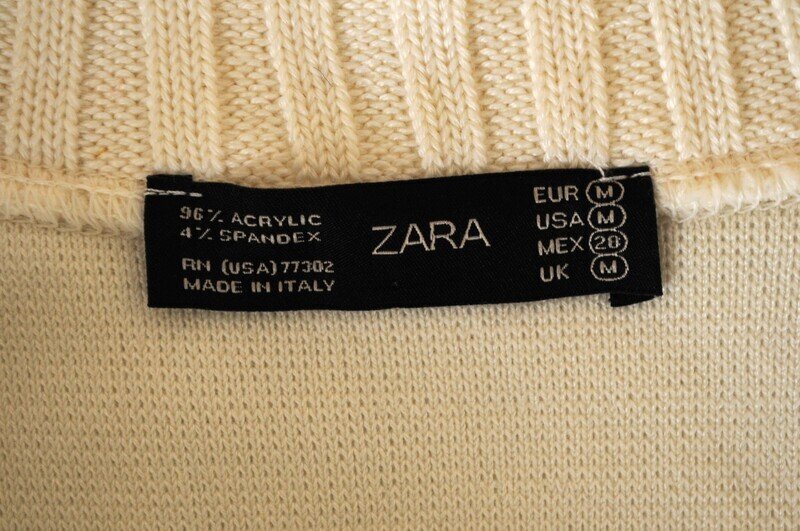 96% ACRYLIC
4% SPANDEX
RN (USA) 77302
MADE IN ITALY
ZARA
EUR M
USA M
MEX 28
UK M